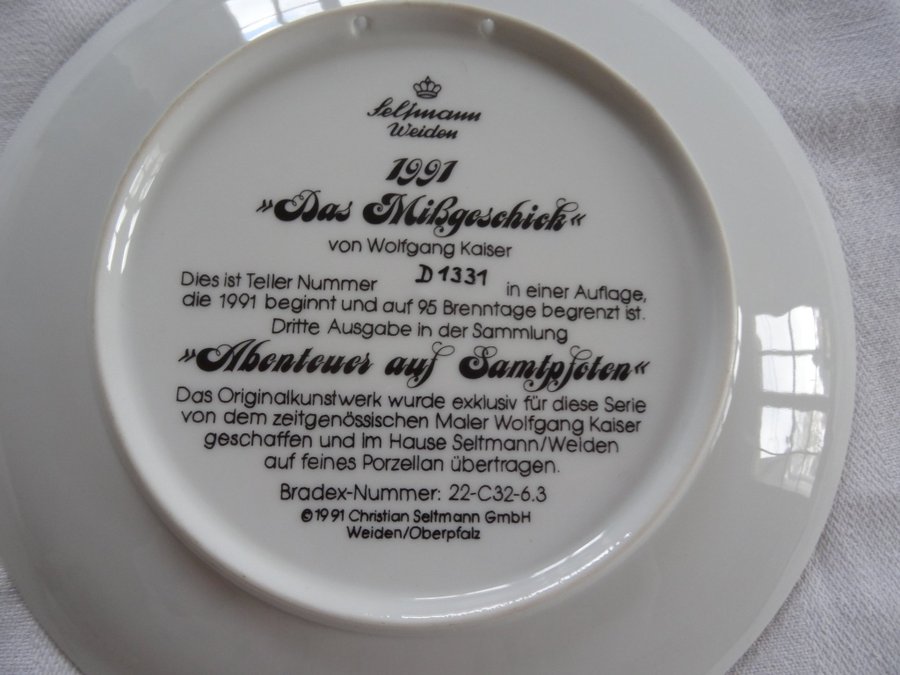 Seltmann
Weiden
1991
»Das Mißgeschick«
von Wolfgang Kaiser
Dies ist Teller Nummer D1331 in einer Auflage,
die 1991 beginnt und auf 95 Brenntage begrenzt ist.
Dritte Ausgabe in der Sammlung
»Abenteuer auf Samtpfoten«
Das Originalkunstwerk wurde exklusiv für diese Serie
von dem zeitgenössischen Maler Wolfgang Kaiser
geschaffen und im Hause Seltmann/Weiden
auf feines Porzellan übertragen.
Bradex-Nummer: 22-C32-6.3
©1991 Christian Seltmann GmbH
Weiden/Oberpfalz